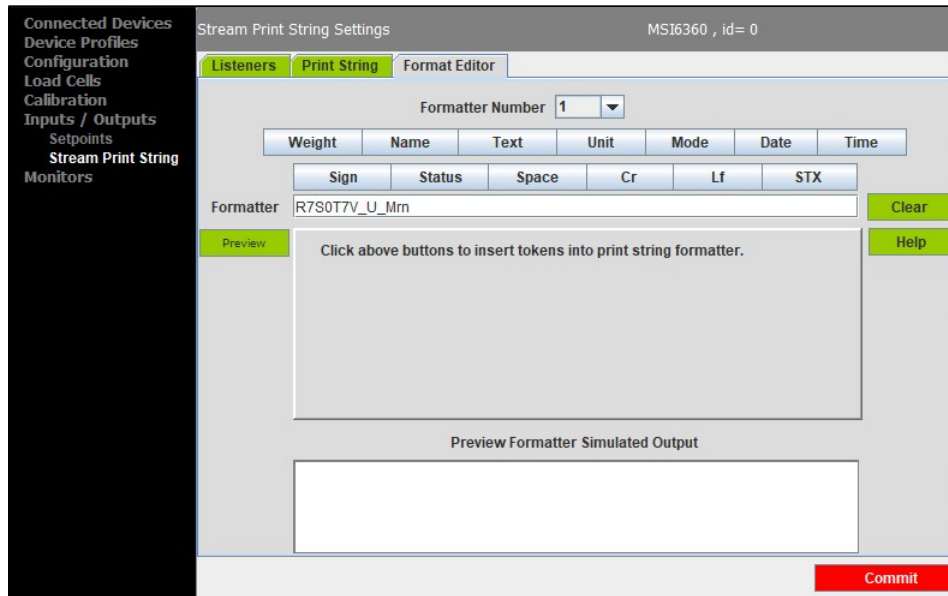 Connected Devices
Device Profiles
Configuration
Load Cells
Calibration
Inputs / Outputs
Setpoints
Stream Print String
Monitors
Stream Print String Settings MSI6360 , id= 0
Listeners Print String Format Editor
Formatter Number 1
Weight Name Text Unit Mode Date Time
Sign Status Space Cr Lf STX
Formatter R7S0T7V_U_Mrn Clear
Preview Click above buttons to insert tokens into print string formatter. Help
Preview Formatter Simulated Output
Commit